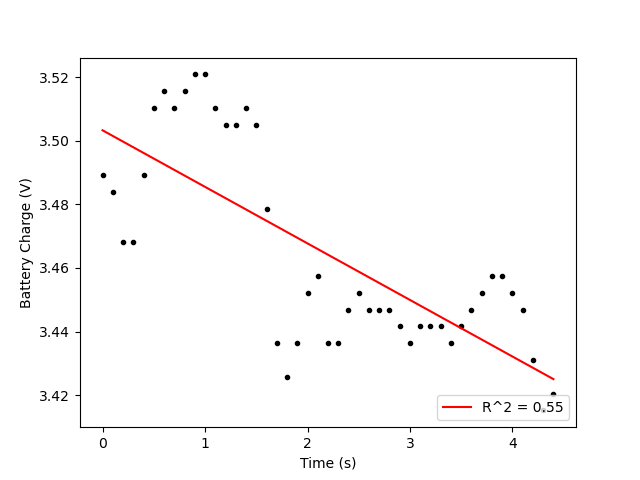 3.52
3.50
3.48
3.46
3.44
3.42
Battery Charge (V)
R^2 = 0.55
0 1 2 3 4
Time (s)